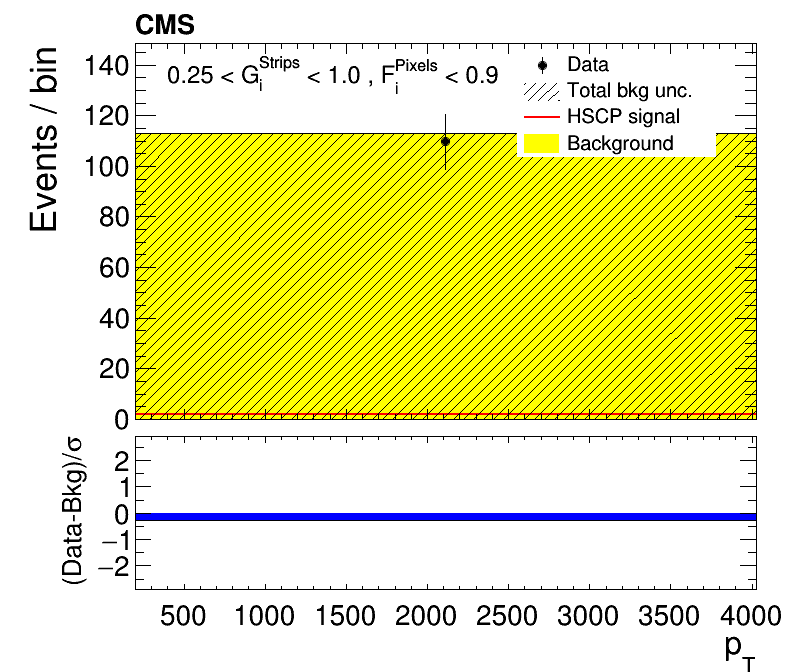 CMS
Events / bin
140
120
100
80
60
40
20
0
0.25 < G_i^Strips < 1.0 , F_i^Pixels < 0.9
Data
Total bkg unc.
HSCP signal
Background
(Data-Bkg)/σ
2
1
0
−1
−2
500 1000 1500 2000 2500 3000 3500 4000
p_T